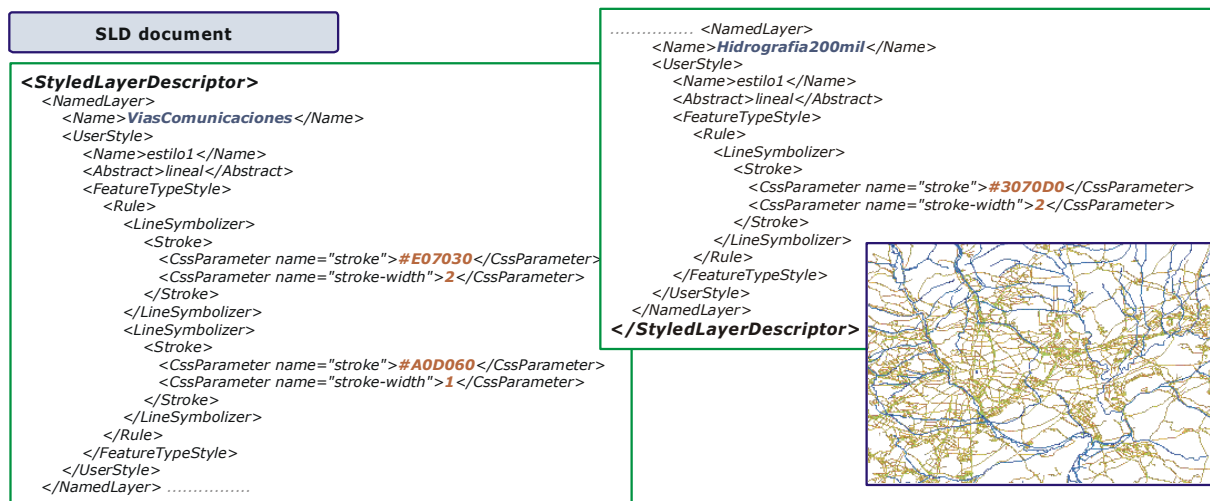 SLD document
<StyledLayerDescriptor>
<NamedLayer>
<Name>ViasComunicaciones</Name>
<UserStyle>
<Name>estilo1</Name>
<Abstract>lineal</Abstract>
<FeatureTypeStyle>
<Rule>
<LineSymbolizer>
<Stroke>
<CssParameter name="stroke">#E07030</CssParameter>
<CssParameter name="stroke-width">2</CssParameter>
</Stroke>
</LineSymbolizer>
<LineSymbolizer>
<Stroke>
<CssParameter name="stroke">#A0D060</CssParameter>
<CssParameter name="stroke-width">1</CssParameter>
</Stroke>
</LineSymbolizer>
</Rule>
</FeatureTypeStyle>
</UserStyle>
</NamedLayer> ................
................ <NamedLayer>
<Name>Hidrografia200mil</Name>
<UserStyle>
<Name>estilo1</Name>
<Abstract>lineal</Abstract>
<FeatureTypeStyle>
<Rule>
<LineSymbolizer>
<Stroke>
<CssParameter name="stroke">#3070D0</CssParameter>
<CssParameter name="stroke-width">2</CssParameter>
</Stroke>
</LineSymbolizer>
</Rule>
</FeatureTypeStyle>
</UserStyle>
</NamedLayer>
</StyledLayerDescriptor>